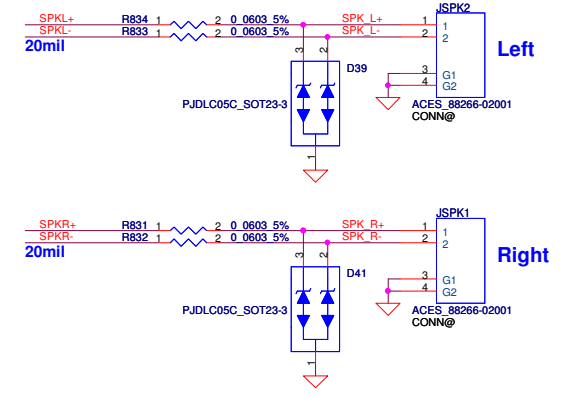 JSPK2
SPKL+ R834 1 2 0_0603_5% SPK_L+ 1 1
SPKL- R833 1 2 0_0603_5% SPK_L- 2 2
20mil
Left
3 2
D39
3 G1
4 G2
PJDLC05C_SOT23-3
ACES_88266-02001
CONN@
1
JSPK1
SPKR+ R831 1 2 0_0603_5% SPK_R+ 1 1
SPKR- R832 1 2 0_0603_5% SPK_R- 2 2
20mil
Right
3 2
D41
3 G1
4 G2
PJDLC05C_SOT23-3
ACES_88266-02001
CONN@
1